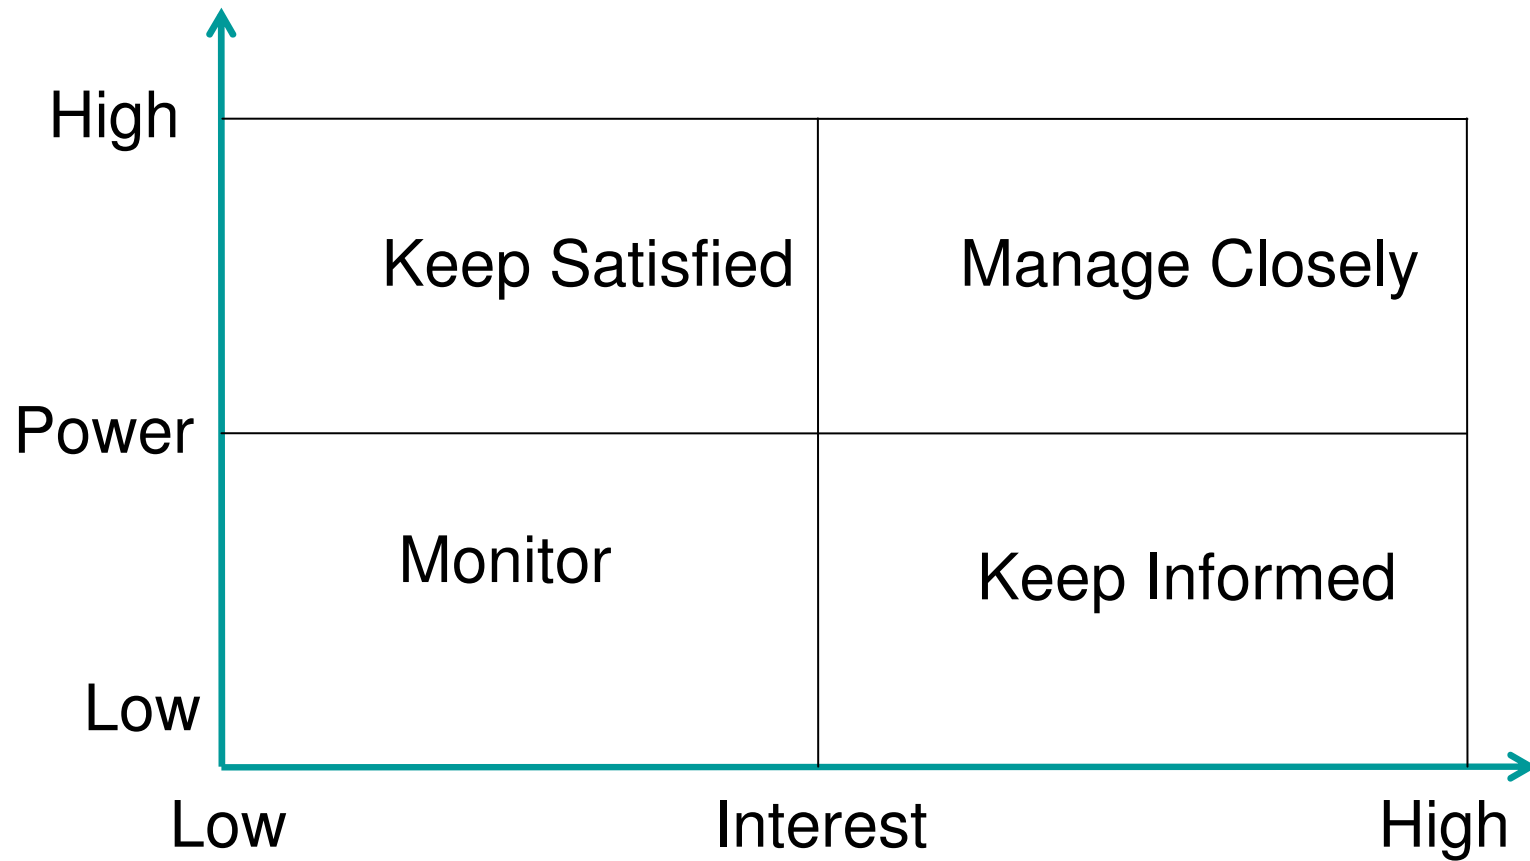 High
Keep Satisfied
Manage Closely
Power
Monitor
Keep Informed
Low
Low
Interest
High